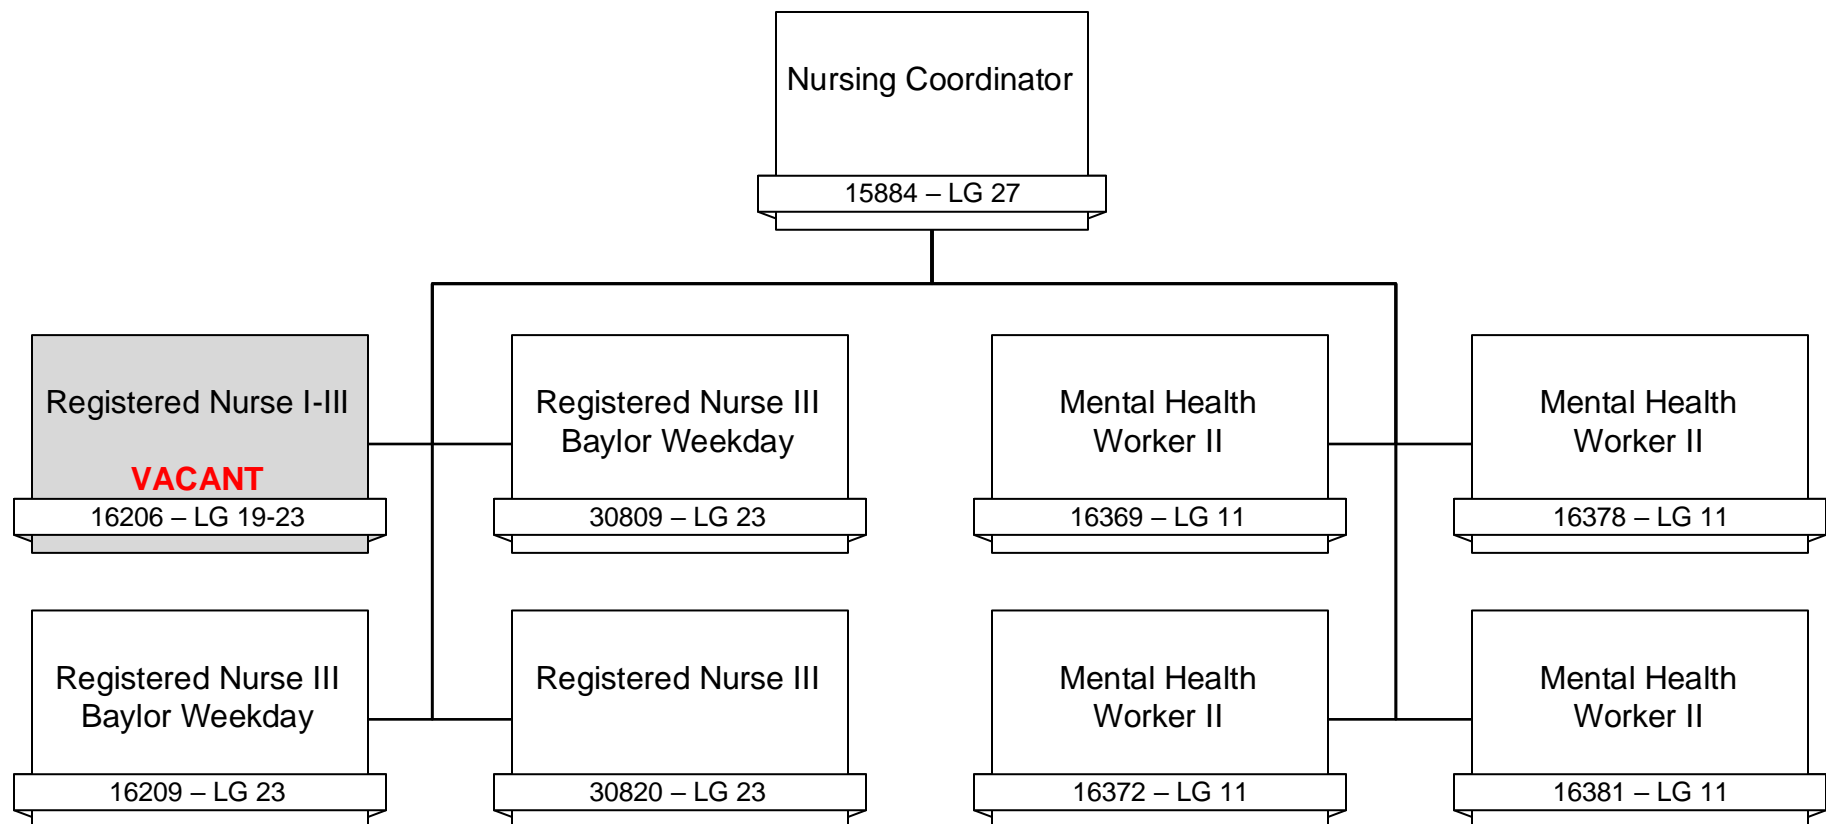 Nursing Coordinator
15884 – LG 27
Registered Nurse I-III
VACANT
16206 – LG 19-23
Registered Nurse III
Baylor Weekday
30809 – LG 23
Mental Health
Worker II
16369 – LG 11
Mental Health
Worker II
16378 – LG 11
Registered Nurse III
Baylor Weekday
16209 – LG 23
Registered Nurse III
30820 – LG 23
Mental Health
Worker II
16372 – LG 11
Mental Health
Worker II
16381 – LG 11